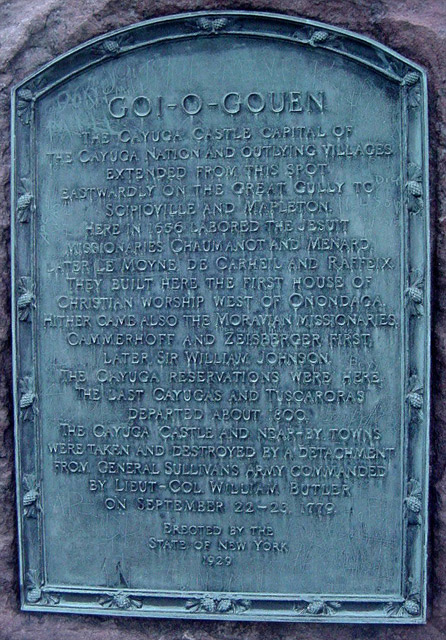 GOI-O-GOUEN
THE CAYUGA CASTLE, CAPITAL OF
THE CAYUGA NATION AND OUTLYING VILLAGES
EXTENDED FROM THIS SPOT
EASTWARDLY ON THE GREAT GULLY TO
SCIPIOVILLE AND MAPLETON.
HERE IN 1656 LABORED THE JESUIT
MISSIONARIES CHAUMANOT AND MENARD,
LATER LE MOYNE, DE CARHEIL AND RAFFEIX.
THEY BUILT HERE THE FIRST HOUSE OF
CHRISTIAN WORSHIP WEST OF ONONDAGA.
HITHER CAME ALSO THE MORAVIAN MISSIONARIES,
CAMMERHOFF AND ZEISBERGER FIRST,
LATER SIR WILLIAM JOHNSON.
THE CAYUGA RESERVATIONS WERE HERE.
THE LAST CAYUGAS AND TUSCARORAS
DEPARTED ABOUT 1800.
THE CAYUGA CASTLE AND NEAR-BY TOWNS
WERE TAKEN AND DESTROYED BY A DETACHMENT
FROM GENERAL SULLIVANS ARMY COMMANDED
BY LIEUT-COL. WILLIAM BUTLER
ON SEPTEMBER 22-23, 1779.
ERECTED BY THE
STATE OF NEW YORK
1929